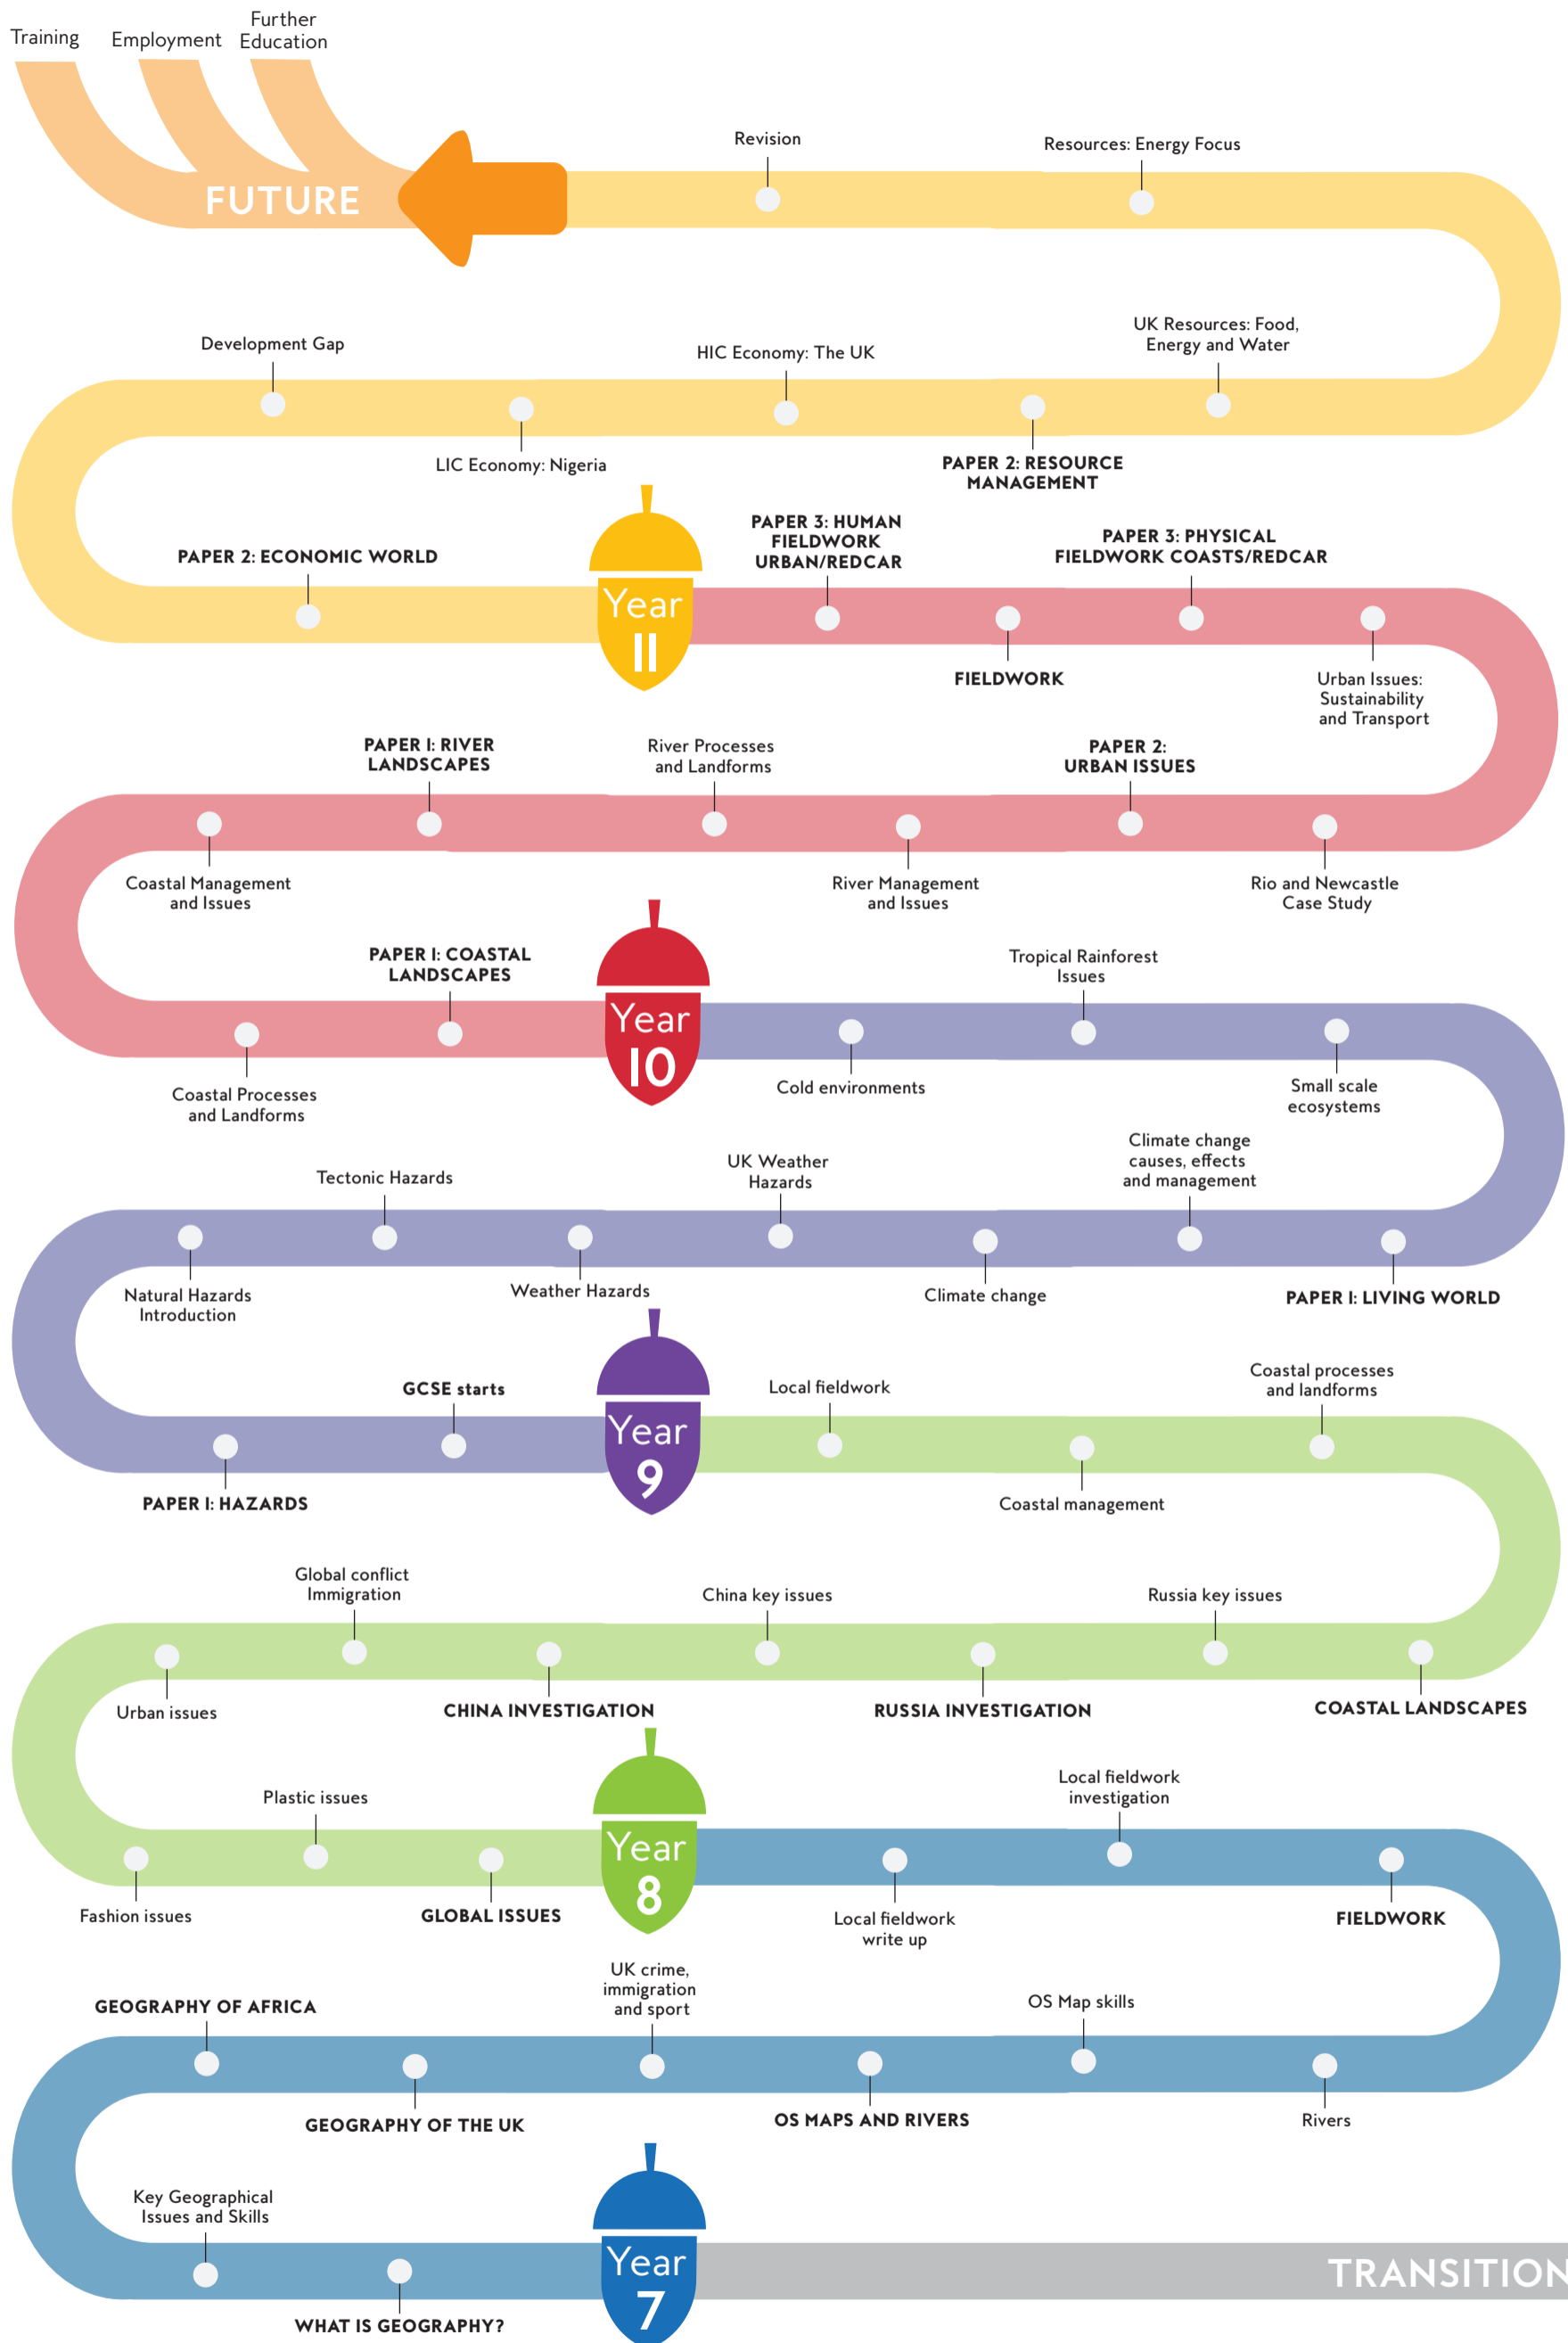 Training
Employment
Further
Education
FUTURE
Revision
Resources: Energy Focus
Development Gap
LIC Economy: Nigeria
HIC Economy: The UK
PAPER 2: RESOURCE
MANAGEMENT
UK Resources: Food,
Energy and Water
PAPER 2: ECONOMIC WORLD
Year
11
PAPER 3: HUMAN
FIELDWORK
URBAN/REDCAR
FIELDWORK
PAPER 3: PHYSICAL
FIELDWORK COASTS/REDCAR
Urban Issues:
Sustainability
and Transport
Coastal Management
and Issues
PAPER 1: RIVER
LANDSCAPES
River Processes
and Landforms
River Management
and Issues
PAPER 2:
URBAN ISSUES
Rio and Newcastle
Case Study
Coastal Processes
and Landforms
PAPER 1: COASTAL
LANDSCAPES
Year
10
Cold environments
Tropical Rainforest
Issues
Small scale
ecosystems
Natural Hazards
Introduction
Tectonic Hazards
Weather Hazards
UK Weather
Hazards
Climate change
Climate change
causes, effects
and management
PAPER 1: LIVING WORLD
PAPER 1: HAZARDS
GCSE starts
Year
9
Local fieldwork
Coastal management
Coastal processes
and landforms
Urban issues
Global conflict
Immigration
CHINA INVESTIGATION
China key issues
RUSSIA INVESTIGATION
Russia key issues
COASTAL LANDSCAPES
Fashion issues
Plastic issues
GLOBAL ISSUES
Year
8
Local fieldwork
write up
Local fieldwork
investigation
FIELDWORK
GEOGRAPHY OF AFRICA
GEOGRAPHY OF THE UK
UK crime,
immigration
and sport
OS MAPS AND RIVERS
OS Map skills
Rivers
Key Geographical
Issues and Skills
WHAT IS GEOGRAPHY?
Year
7
TRANSITION